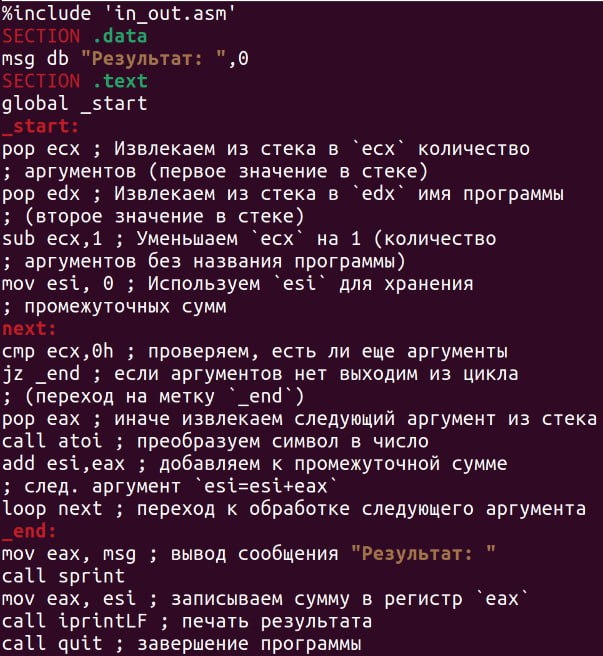 %include 'in_out.asm'
SECTION .data
msg db "Результат: ",0
SECTION .text
global _start
_start:
pop ecx ; Извлекаем из стека в `ecx` количество
; аргументов (первое значение в стеке)
pop edx ; Извлекаем из стека в `edx` имя программы
; (второе значение в стеке)
sub ecx,1 ; Уменьшаем `ecx` на 1 (количество
; аргументов без названия программы)
mov esi, 0 ; Используем `esi` для хранения
; промежуточных сумм
next:
cmp ecx,0h ; проверяем, есть ли еще аргументы
jz _end ; если аргументов нет выходим из цикла
; (переход на метку `_end`)
pop eax ; иначе извлекаем следующий аргумент из стека
call atoi ; преобразуем символ в число
add esi,eax ; добавляем к промежуточной сумме
; след. аргумент `esi=esi+eax`
loop next ; переход к обработке следующего аргумента
_end:
mov eax, msg ; вывод сообщения "Результат: "
call sprint
mov eax, esi ; записываем сумму в регистр `eax`
call iprintLF ; печать результата
call quit ; завершение программы